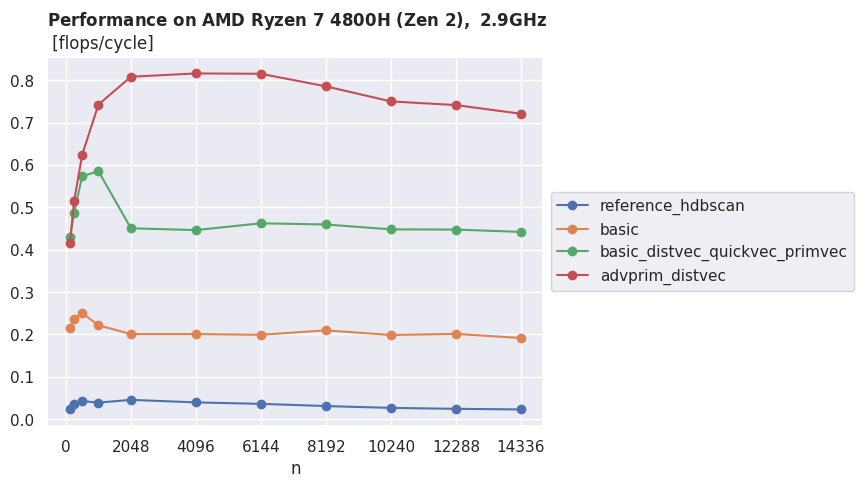 Performance on AMD Ryzen 7 4800H (Zen 2), 2.9GHz
[flops/cycle]
0.8
0.7
0.6
0.5
0.4
0.3
0.2
0.1
0.0
0 2048 4096 6144 8192 10240 12288 14336
n
reference_hdbscan
basic
basic_distvec_quickvec_primvec
advprim_distvec